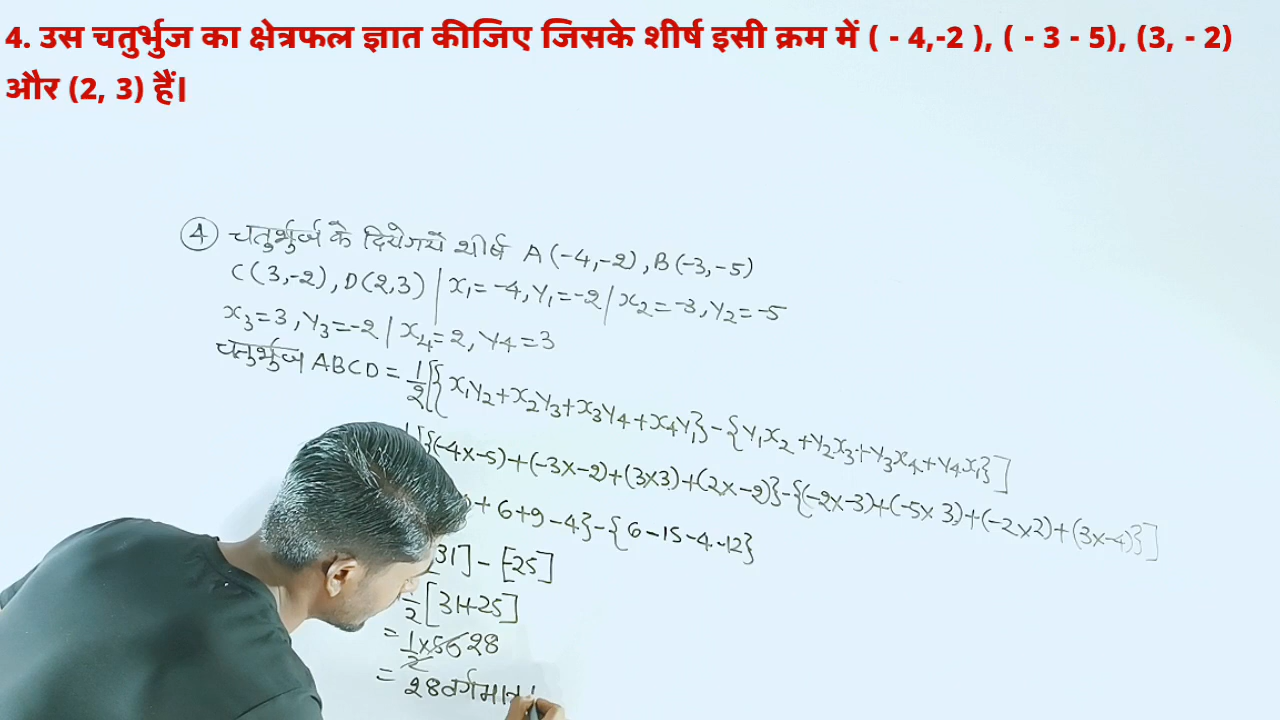 4. उस चतुर्भुज का क्षेत्रफल ज्ञात कीजिए जिसके शीर्ष इसी क्रम में ( - 4,-2 ), ( - 3 - 5), (3, - 2)
और (2, 3) हैं।
4 चतुर्भुज के दिये गये शीर्ष A(-4,-2), B(-3,-5)
C(3,-2), D(2,3) | x₁= -4, y₁=-2 | x₂=-3, y₂=-5
x₃=3, y₃=-2 | x₄=2, y₄=3
चतुर्भुज ABCD = 1/2[{x₁y₂+x₂y₃+x₃y₄+x₄y₁}-{y₁x₂+y₂x₃+y₃x₄+y₄x₁}]
{(-4x-5)+(-3x-2)+(3x3)+(2x-2)}-{(-2x-3)+(-5x3)+(-2x2)+(3x-4)}]
+6+9-4}-{6-15-4-12}
31]-[-25]
1/2[31+25]
=1/2x56 28
= 28 वर्गमात्र